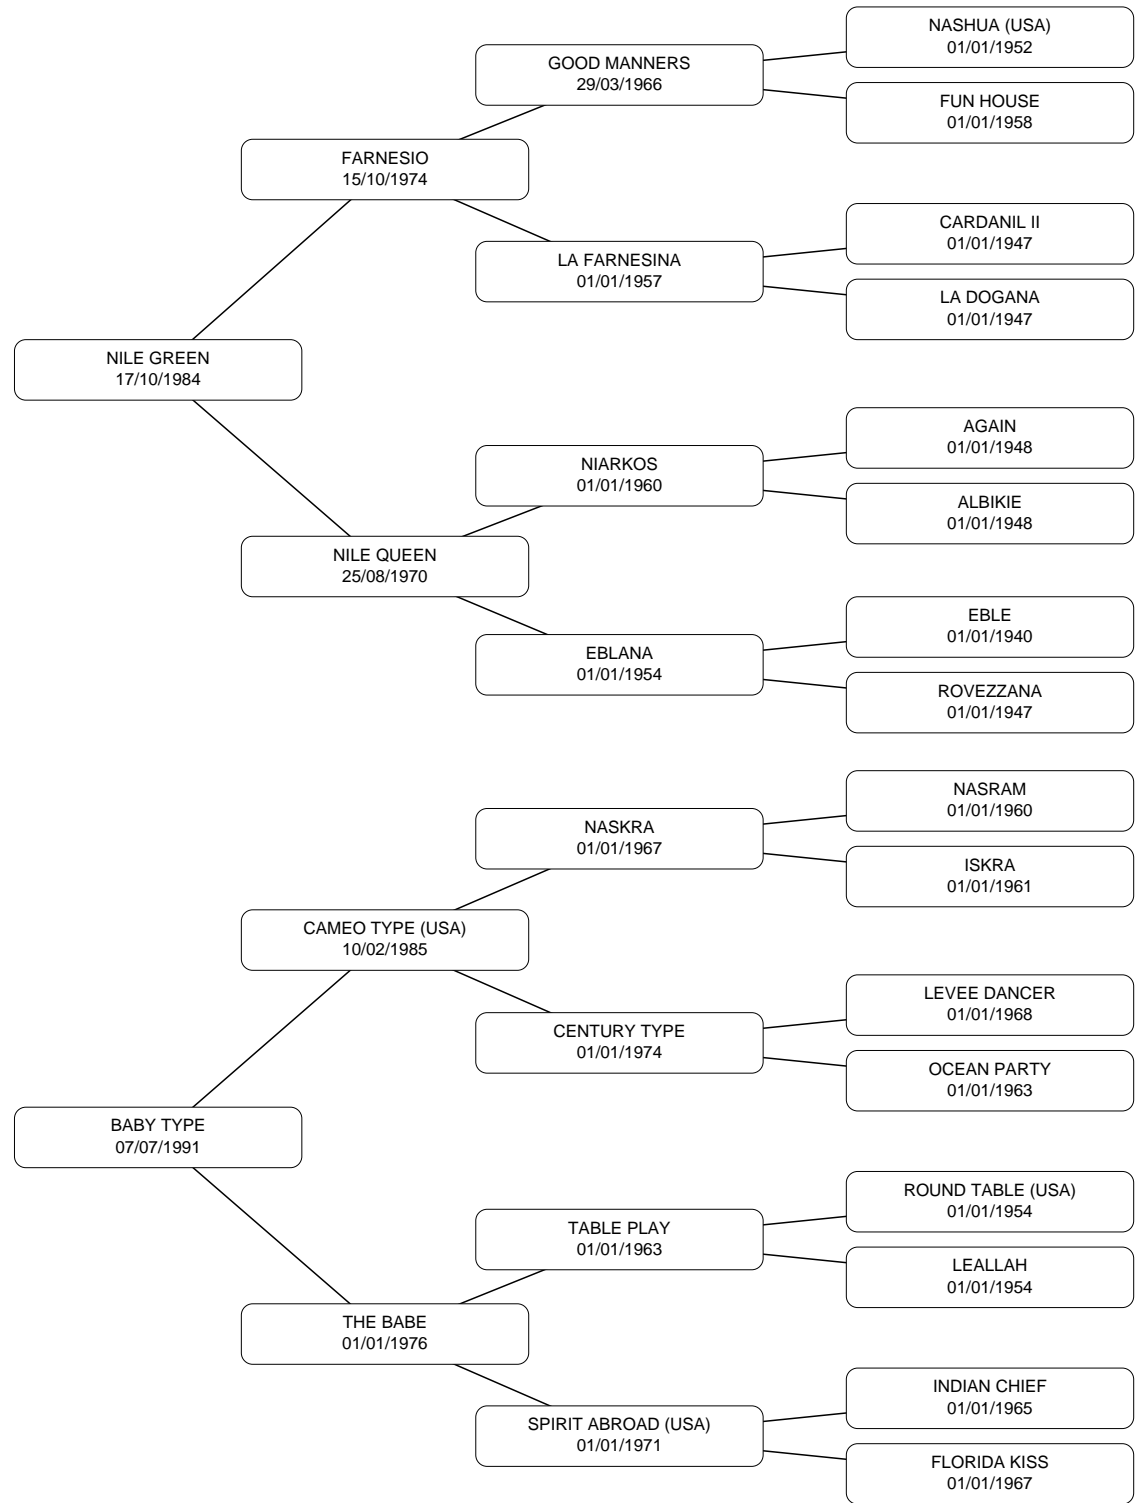 NASHUA (USA)
01/01/1952
GOOD MANNERS
29/03/1966
FUN HOUSE
01/01/1958
FARNESIO
15/10/1974
CARDANIL II
01/01/1947
LA FARNESINA
01/01/1957
LA DOGANA
01/01/1947
NILE GREEN
17/10/1984
AGAIN
01/01/1948
NIARKOS
01/01/1960
ALBIKIE
01/01/1948
NILE QUEEN
25/08/1970
EBLE
01/01/1940
EBLANA
01/01/1954
ROVEZZANA
01/01/1947
NASRAM
01/01/1960
NASKRA
01/01/1967
ISKRA
01/01/1961
CAMEO TYPE (USA)
10/02/1985
LEVEE DANCER
01/01/1968
CENTURY TYPE
01/01/1974
OCEAN PARTY
01/01/1963
BABY TYPE
07/07/1991
ROUND TABLE (USA)
01/01/1954
TABLE PLAY
01/01/1963
LEALLAH
01/01/1954
THE BABE
01/01/1976
INDIAN CHIEF
01/01/1965
SPIRIT ABROAD (USA)
01/01/1971
FLORIDA KISS
01/01/1967